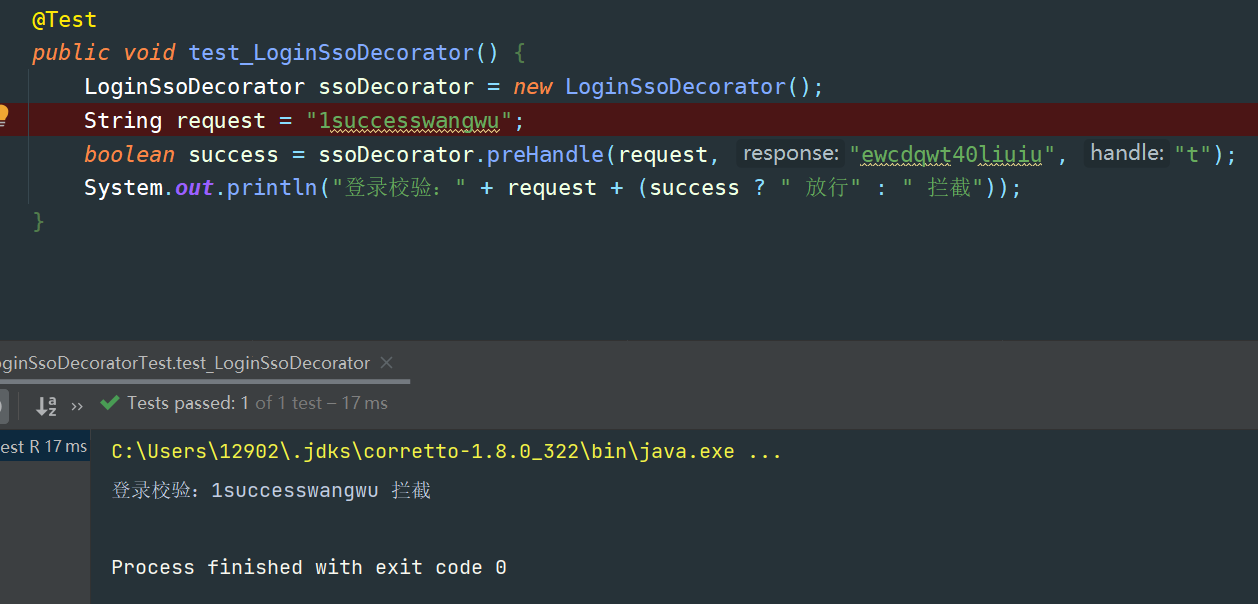 @Test
public void test_LoginSsoDecorator() {
LoginSsoDecorator ssoDecorator = new LoginSsoDecorator();
String request = "1successwangwu";
boolean success = ssoDecorator.preHandle(request, response: "ewcdqwt40liuiu", handle: "t");
System.out.println("登录校验：" + request + (success ? " 放行" : " 拦截"));
}
oginSsoDecoratorTest.test_LoginSsoDecorator
Tests passed: 1 of 1 test – 17 ms
est R 17 ms
C:\Users\12902\.jdks\corretto-1.8.0_322\bin\java.exe ...
登录校验：1successwangwu 拦截
Process finished with exit code 0